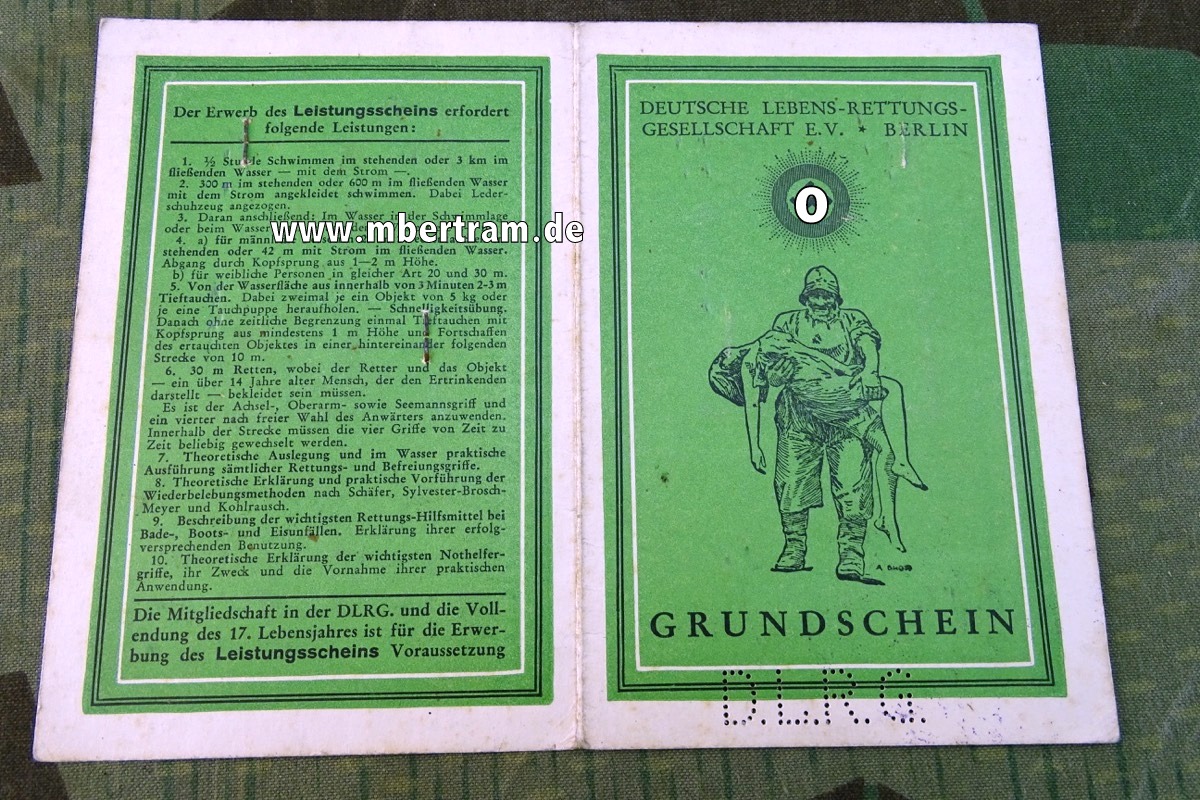 Der Erwerb des Leistungsscheins erfordert
folgende Leistungen:
1. ½ Stunde Schwimmen im stehenden oder 3 km im
fließenden Wasser — mit dem Strom —.
2. 300 m im stehenden oder 600 m im fließenden Wasser
mit dem Strom angekleidet schwimmen. Dabei Leder-
schuhzeug angezogen.
3. Daran anschließend: Im Wasser in der Schwimmlage
oder beim Wasser
4. a) für männ
stehenden oder 42 m mit Strom im fließenden Wasser.
Abgang durch Kopfsprung aus 1—2 m Höhe.
b) für weibliche Personen in gleicher Art 20 und 30 m.
5. Von der Wasserfläche aus innerhalb von 3 Minuten 2-3 m
Tieftauchen. Dabei zweimal je ein Objekt von 5 kg oder
je eine Tauchpuppe heraufholen. — Schnelligkeitsübung.
Danach ohne zeitliche Begrenzung einmal Tieftauchen mit
Kopfsprung aus mindestens 1 m Höhe und Fortschaffen
des ertauchten Objektes in einer hintereinander folgenden
Strecke von 10 m.
6. 30 m Retten, wobei der Retter und das Objekt
— ein über 14 Jahre alter Mensch, der den Ertrinkenden
darstellt — bekleidet sein müssen.
Es ist der Achsel-, Oberarm- sowie Seemannsgriff und
ein vierter nach freier Wahl des Anwärters anzuwenden.
Innerhalb der Strecke müssen die vier Griffe von Zeit zu
Zeit beliebig gewechselt werden.
7. Theoretische Auslegung und im Wasser praktische
Ausführung sämtlicher Rettungs- und Befreiungsgriffe.
8. Theoretische Erklärung und praktische Vorführung der
Wiederbelebungsmethoden nach Schäfer, Sylvester-Brosch-
Meyer und Kohlrausch.
9. Beschreibung der wichtigsten Rettungs-Hilfsmittel bei
Bade-, Boots- und Eisunfällen. Erklärung ihrer erfolg-
versprechenden Benutzung.
10. Theoretische Erklärung der wichtigsten Nothelfer-
griffe, ihr Zweck und die Vornahme ihrer praktischen
Anwendung.
Die Mitgliedschaft in der DLRG. und die Voll-
endung des 17. Lebensjahres ist für die Erwer-
bung des Leistungsscheins Voraussetzung
www.mbertram.de
DEUTSCHE LEBENS-RETTUNGS-
GESELLSCHAFT E.V. ★ BERLIN
O
GRUNDSCHEIN
D.L.R.G.